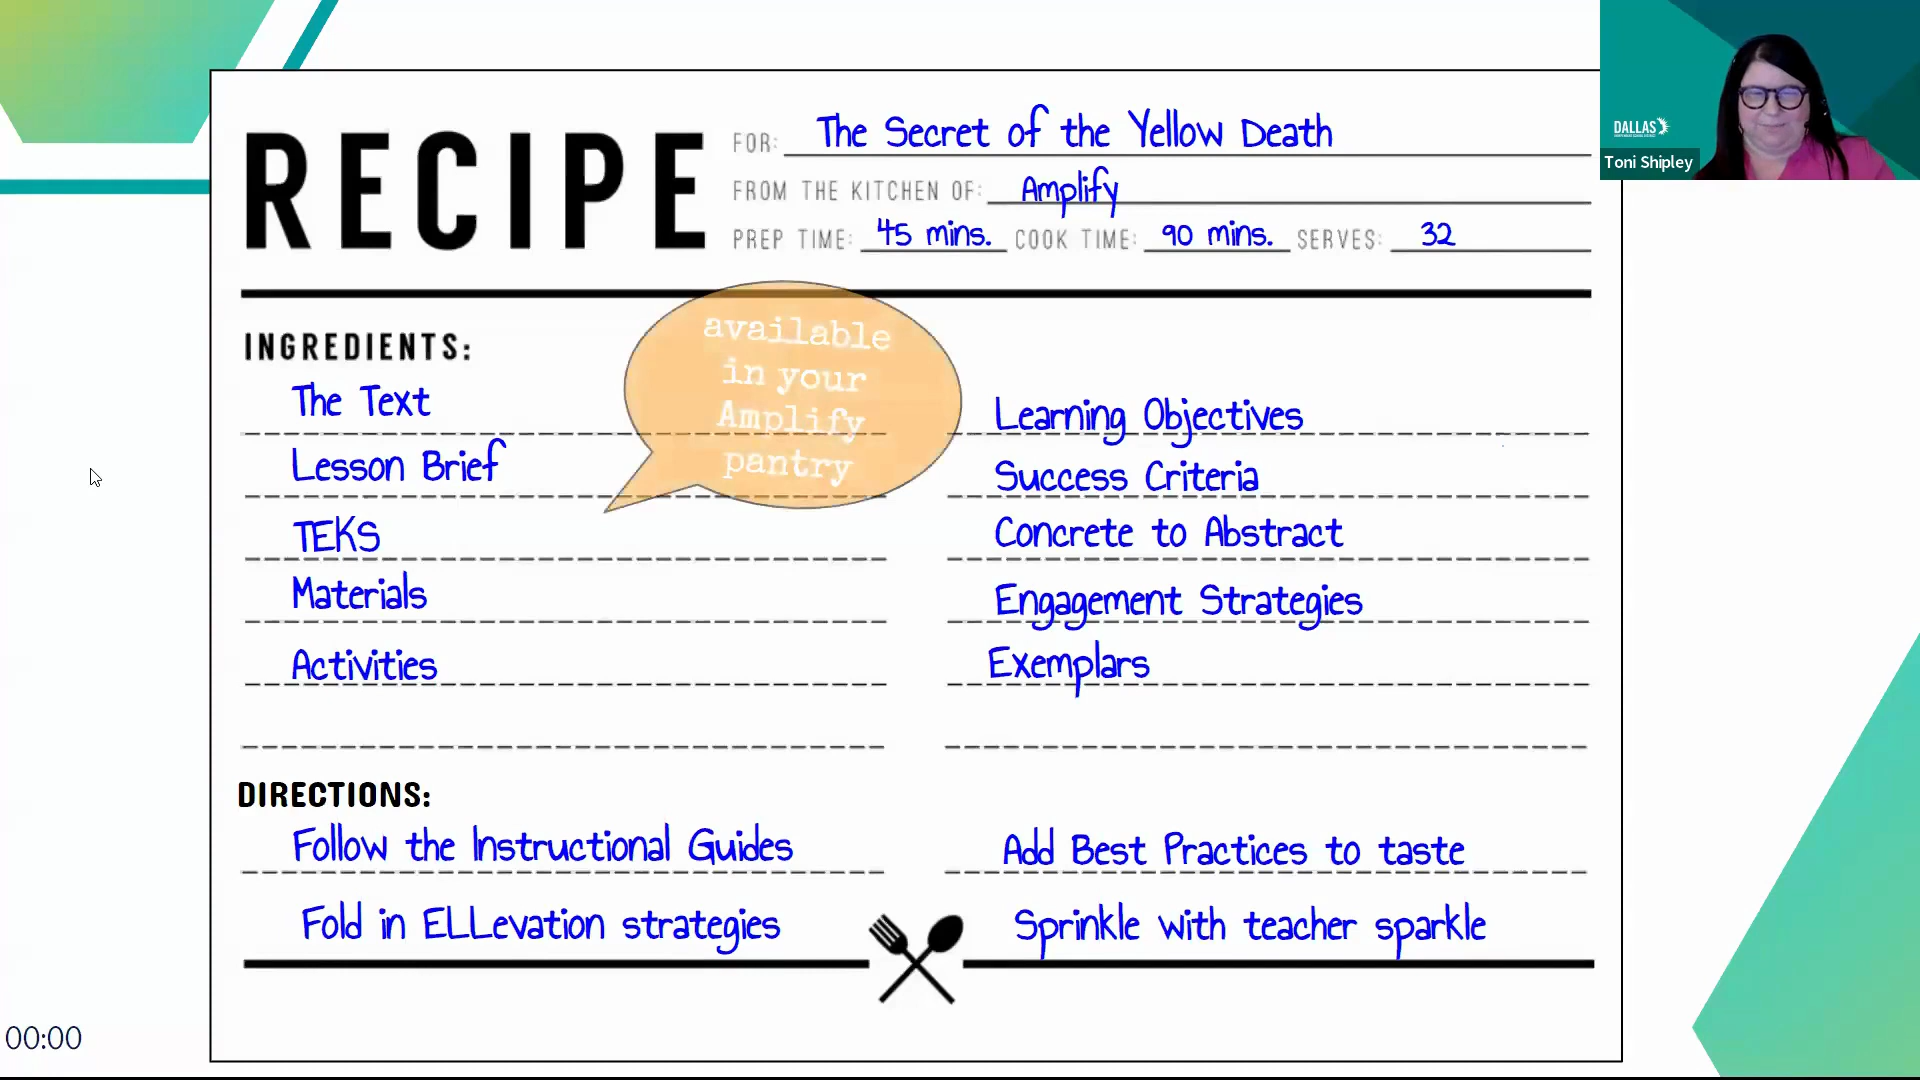 RECIPE
FOR: The Secret of the Yellow Death
FROM THE KITCHEN OF: Amplify
PREP TIME: 45 mins. COOK TIME: 90 mins. SERVES: 32
DALLAS
Toni Shipley
available
in your
Amplify
pantry
INGREDIENTS:
The Text
Lesson Brief
TEKS
Materials
Activities
Learning Objectives
Success Criteria
Concrete to Abstract
Engagement Strategies
Exemplars
DIRECTIONS:
Follow the Instructional Guides
Fold in ELLevation strategies
Add Best Practices to taste
Sprinkle with teacher sparkle
00:00